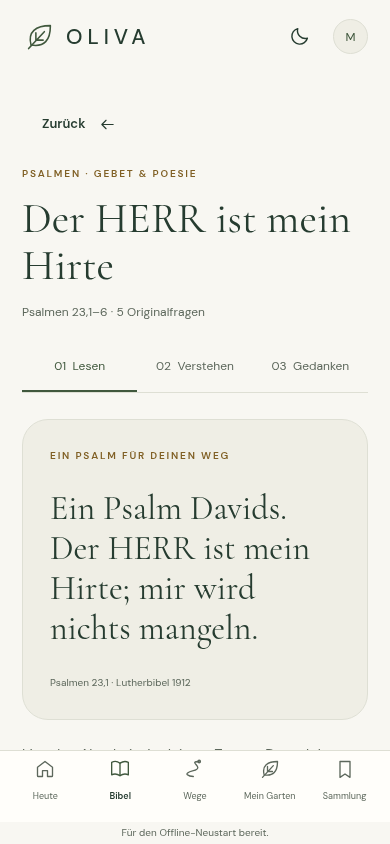 OLIVA
M
Zurück ←
PSALMEN · GEBET & POESIE
Der HERR ist mein
Hirte
Psalmen 23,1–6 · 5 Originalfragen
01 Lesen 02 Verstehen 03 Gedanken
EIN PSALM FÜR DEINEN WEG
Ein Psalm Davids.
Der HERR ist mein
Hirte; mir wird
nichts mangeln.
Psalmen 23,1 · Lutherbibel 1912
Heute Bibel Wege Mein Garten Sammlung
Für den Offline-Neustart bereit.